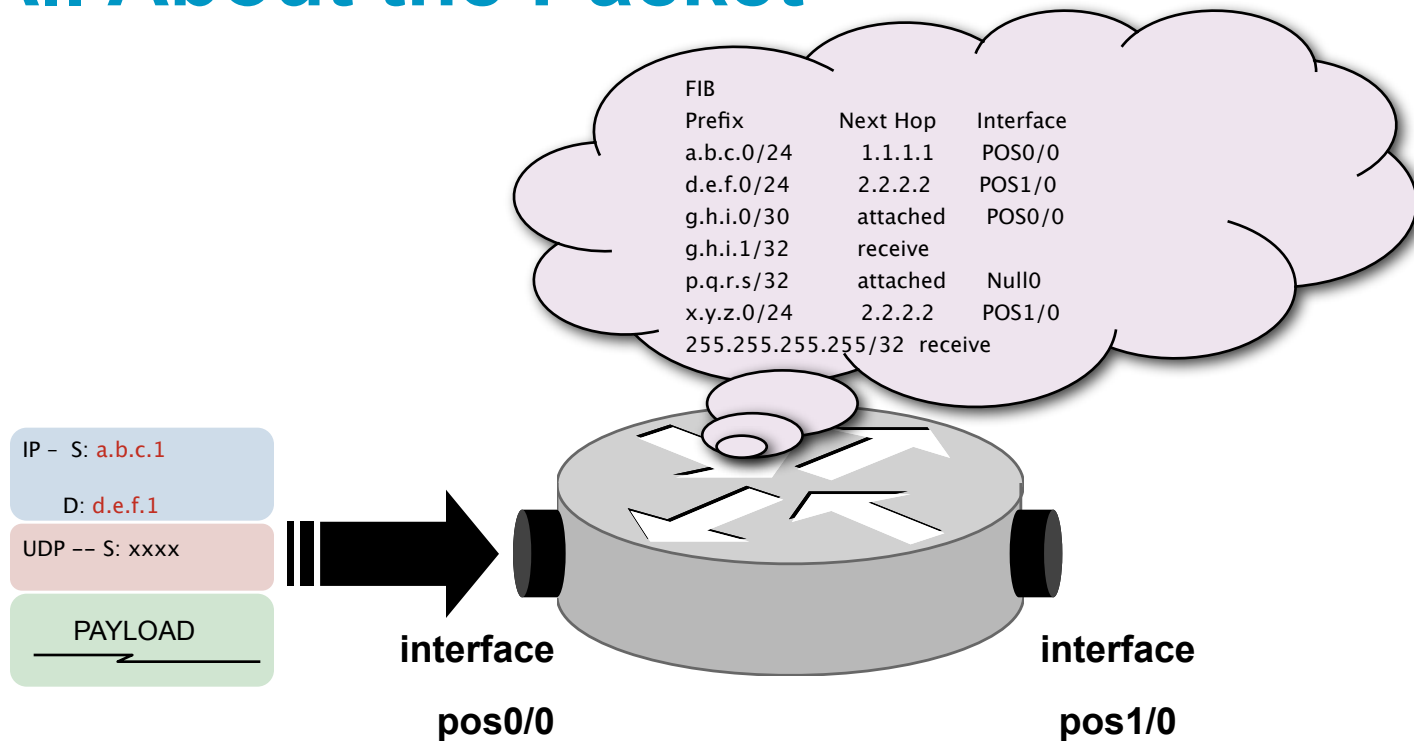 About the Packet
FIB
Prefix Next Hop Interface
a.b.c.0/24 1.1.1.1 POS0/0
d.e.f.0/24 2.2.2.2 POS1/0
g.h.i.0/30 attached POS0/0
g.h.i.1/32 receive
p.q.r.s/32 attached Null0
x.y.z.0/24 2.2.2.2 POS1/0
255.255.255.255/32 receive
IP – S: a.b.c.1
D: d.e.f.1
UDP -- S: xxxx
PAYLOAD
interface
pos0/0
interface
pos1/0